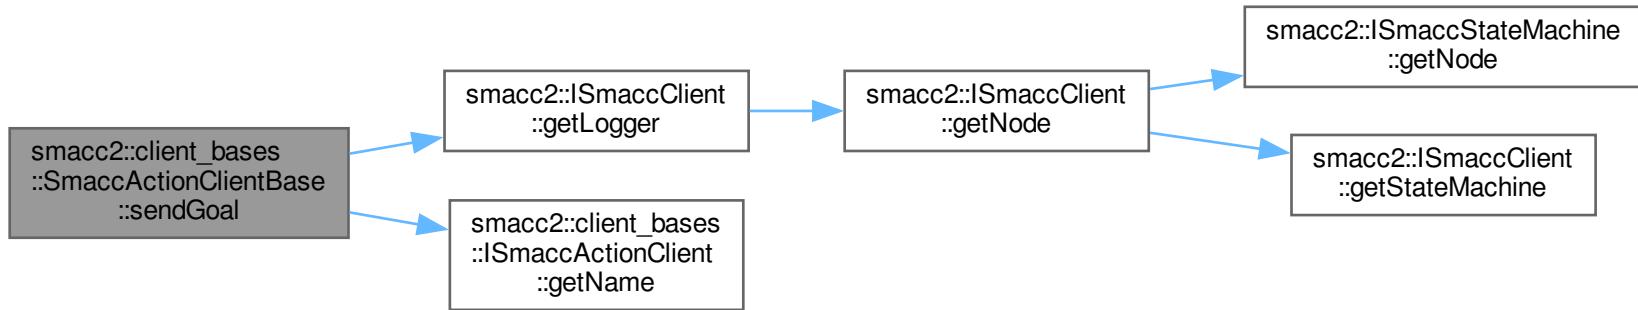 smacc2::client_bases
::SmaccActionClientBase
::sendGoal
smacc2::ISmaccClient
::getLogger
smacc2::client_bases
::ISmaccActionClient
::getName
smacc2::ISmaccClient
::getNode
smacc2::ISmaccStateMachine
::getNode
smacc2::ISmaccClient
::getStateMachine